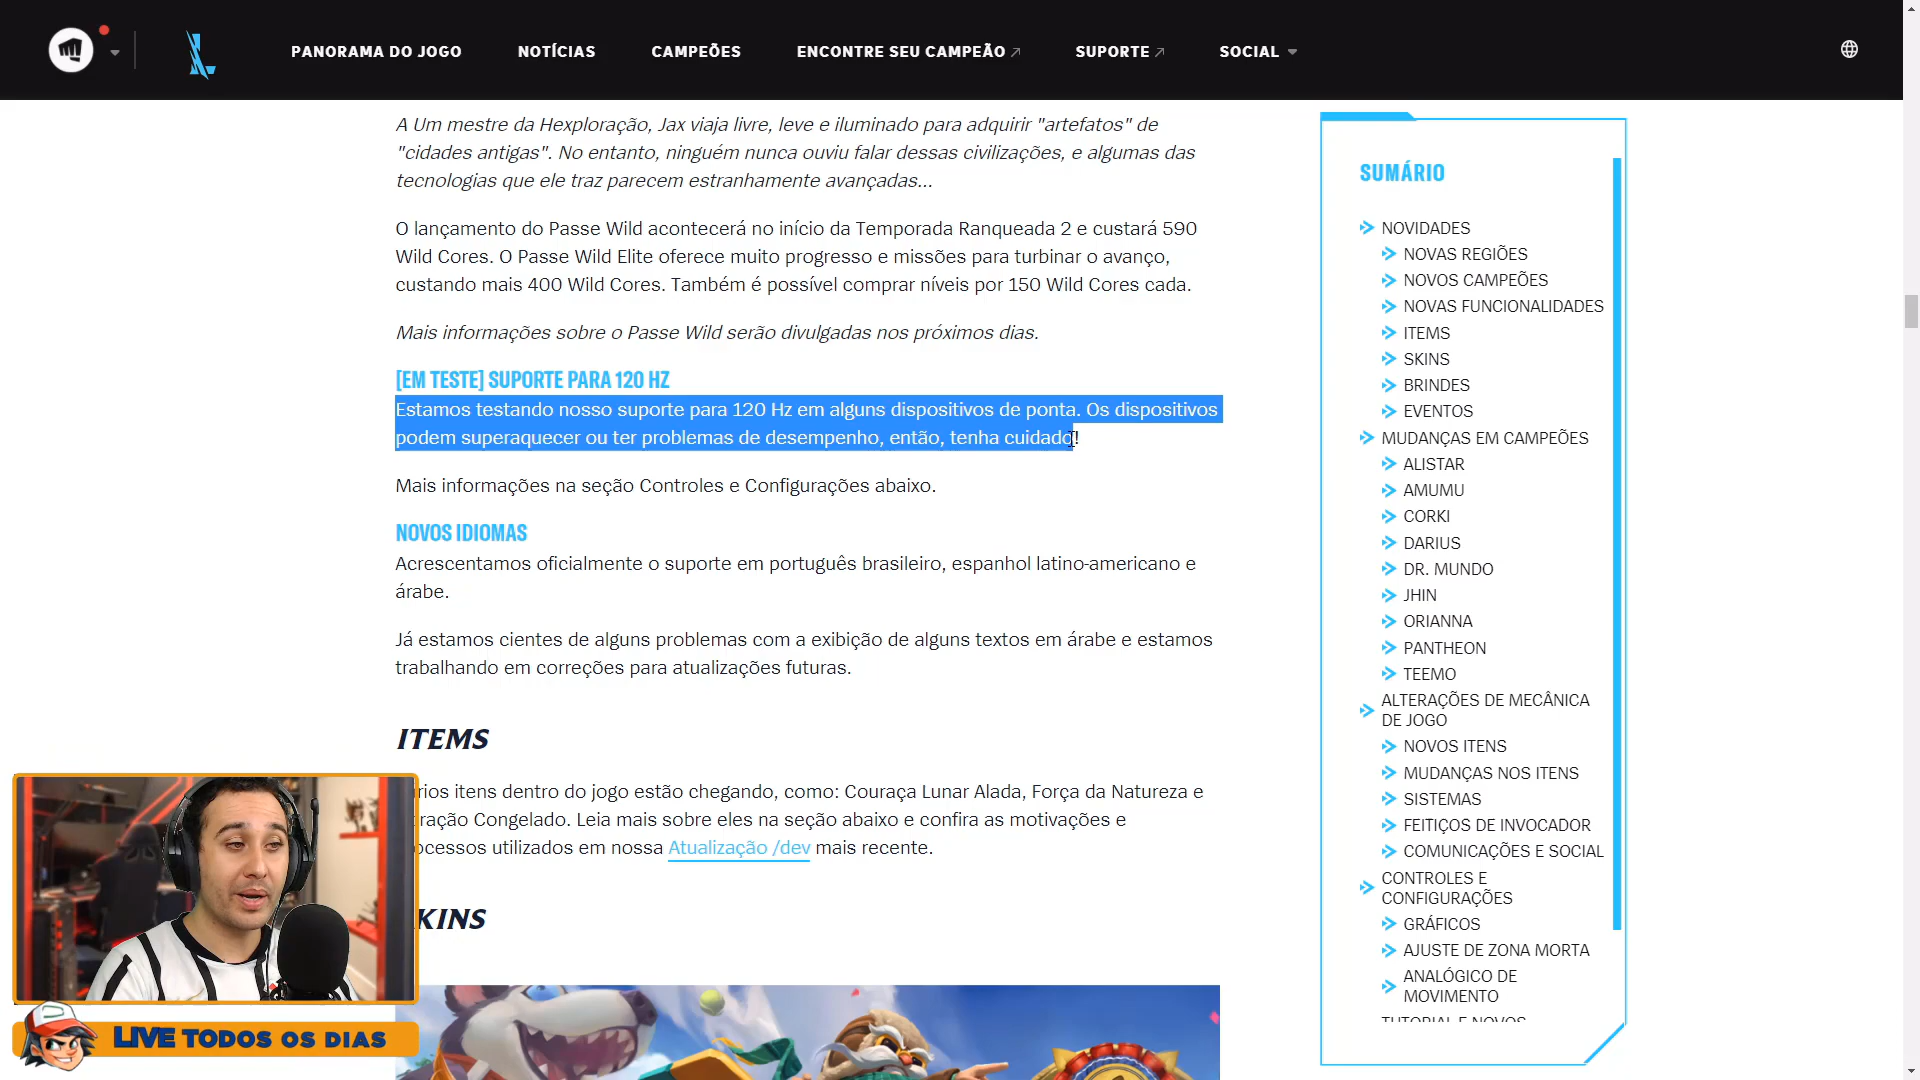 PANORAMA DO JOGO
NOTÍCIAS
CAMPEÕES
ENCONTRE SEU CAMPEÃO
SUPORTE
SOCIAL
A Um mestre da Hexploração, Jax viaja livre, leve e iluminado para adquirir "artefatos" de
"cidades antigas". No entanto, ninguém nunca ouviu falar dessas civilizações, e algumas das
tecnologias que ele traz parecem estranhamente avançadas...
O lançamento do Passe Wild acontecerá no início da Temporada Ranqueada 2 e custará 590
Wild Cores. O Passe Wild Elite oferece muito progresso e missões para turbinar o avanço,
custando mais 400 Wild Cores. Também é possível comprar níveis por 150 Wild Cores cada.
Mais informações sobre o Passe Wild serão divulgadas nos próximos dias.
[EM TESTE] SUPORTE PARA 120 HZ
Estamos testando nosso suporte para 120 Hz em alguns dispositivos de ponta. Os dispositivos
podem superaquecer ou ter problemas de desempenho, então, tenha cuidado!
Mais informações na seção Controles e Configurações abaixo.
NOVOS IDIOMAS
Acrescentamos oficialmente o suporte em português brasileiro, espanhol latino-americano e
árabe.
Já estamos cientes de alguns problemas com a exibição de alguns textos em árabe e estamos
trabalhando em correções para atualizações futuras.
ITEMS
rios itens dentro do jogo estão chegando, como: Couraça Lunar Alada, Força da Natureza e
ração Congelado. Leia mais sobre eles na seção abaixo e confira as motivações e
ocessos utilizados em nossa Atualização /dev mais recente.
KINS
SUMÁRIO
NOVIDADES
NOVAS REGIÕES
NOVOS CAMPEÕES
NOVAS FUNCIONALIDADES
ITEMS
SKINS
BRINDES
EVENTOS
MUDANÇAS EM CAMPEÕES
ALISTAR
AMUMU
CORKI
DARIUS
DR. MUNDO
JHIN
ORIANNA
PANTHEON
TEEMO
ALTERAÇÕES DE MECÂNICA
DE JOGO
NOVOS ITENS
MUDANÇAS NOS ITENS
SISTEMAS
FEITIÇOS DE INVOCADOR
COMUNICAÇÕES E SOCIAL
CONTROLES E
CONFIGURAÇÕES
GRÁFICOS
AJUSTE DE ZONA MORTA
ANALÓGICO DE
MOVIMENTO
TUTORIAL E NOVOS
LIVE TODOS OS DIAS